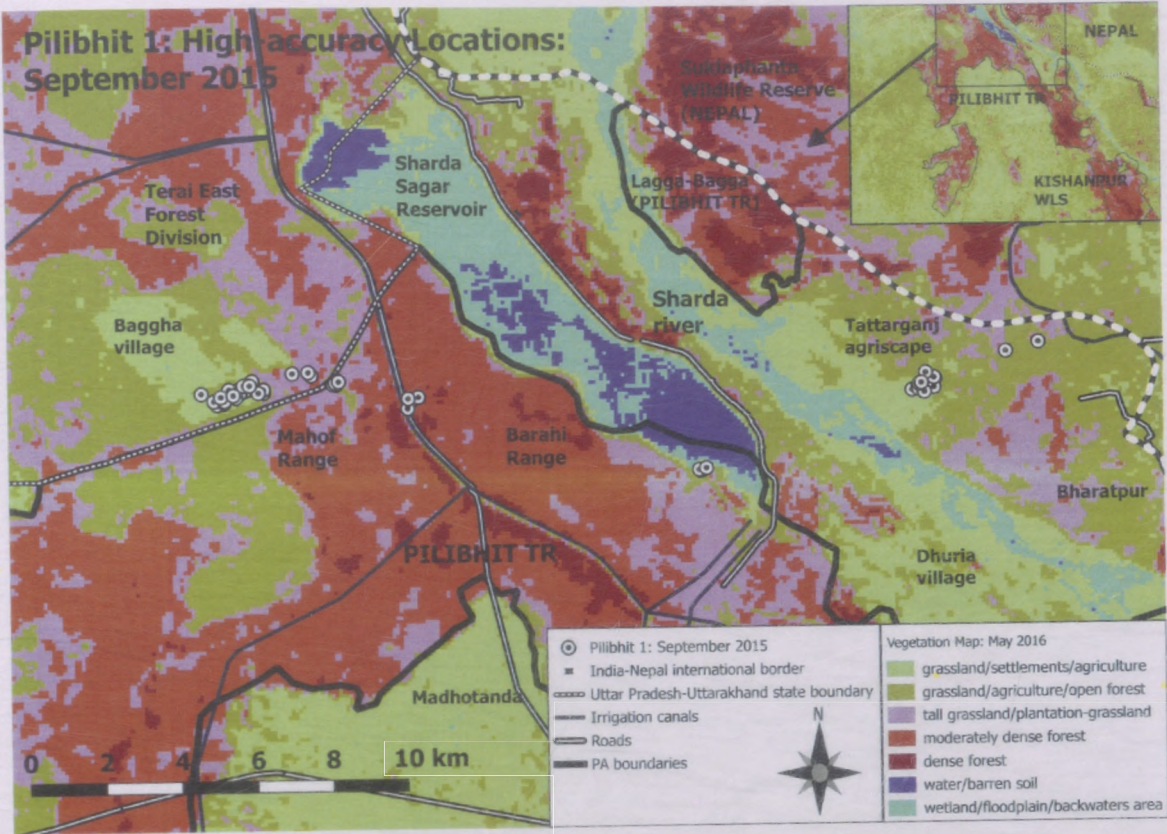 Pilibhit 1: High-accuracy Locations:
September 2015
NEPAL
PILIBHIT TR
KISHANPUR
WLS
Suklaphanta
Wildlife Reserve
(NEPAL)
Sharda
Sagar
Reservoir
Lagga-Bagga
(PILIBHIT TR)
Terai East
Forest
Division
Sharda
river
Baggha
village
Tattarganj
agriscape
Mahof
Range
Barahi
Range
Bharatpur
PILIBHIT TR
Dhuria
village
Madhotanda
0 2 4 6 8 10 km
Pilibhit 1: September 2015
India-Nepal international border
Uttar Pradesh-Uttarakhand state boundary
Irrigation canals
Roads
PA boundaries
N
Vegetation Map: May 2016
grassland/settlements/agriculture
grassland/agriculture/open forest
tall grassland/plantation-grassland
moderately dense forest
dense forest
water/barren soil
wetland/floodplain/backwaters area